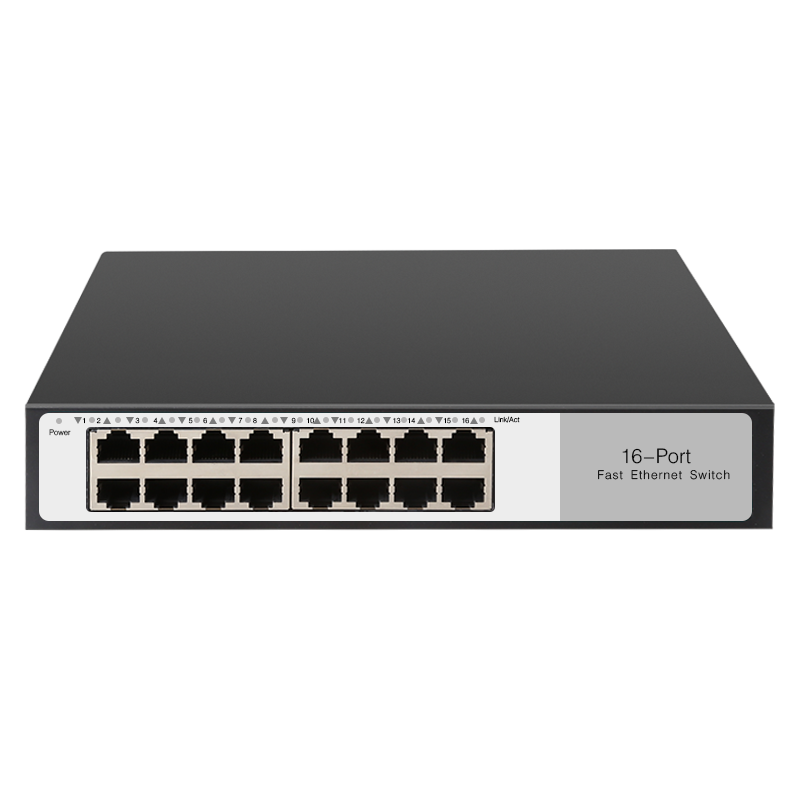 ▼1 2▲ ▼3 4▲ ▼5 6▲ ▼7 8▲ ▼9 10▲ ▼11 12▲ ▼13 14▲ ▼15 16▲ Link/Act
Power
16-Port
Fast Ethernet Switch